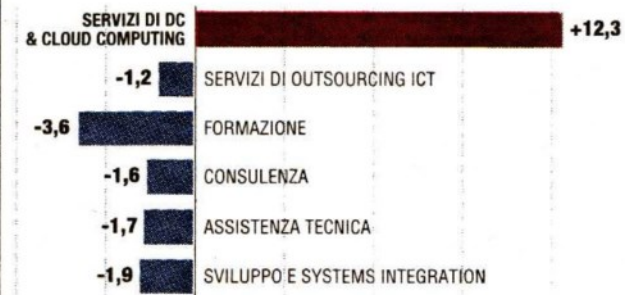 SERVIZI DI DC
& CLOUD COMPUTING
+12,3
-1,2 SERVIZI DI OUTSOURCING ICT
-3,6 FORMAZIONE
-1,6 CONSULENZA
-1,7 ASSISTENZA TECNICA
-1,9 SVILUPPO E SYSTEMS INTEGRATION